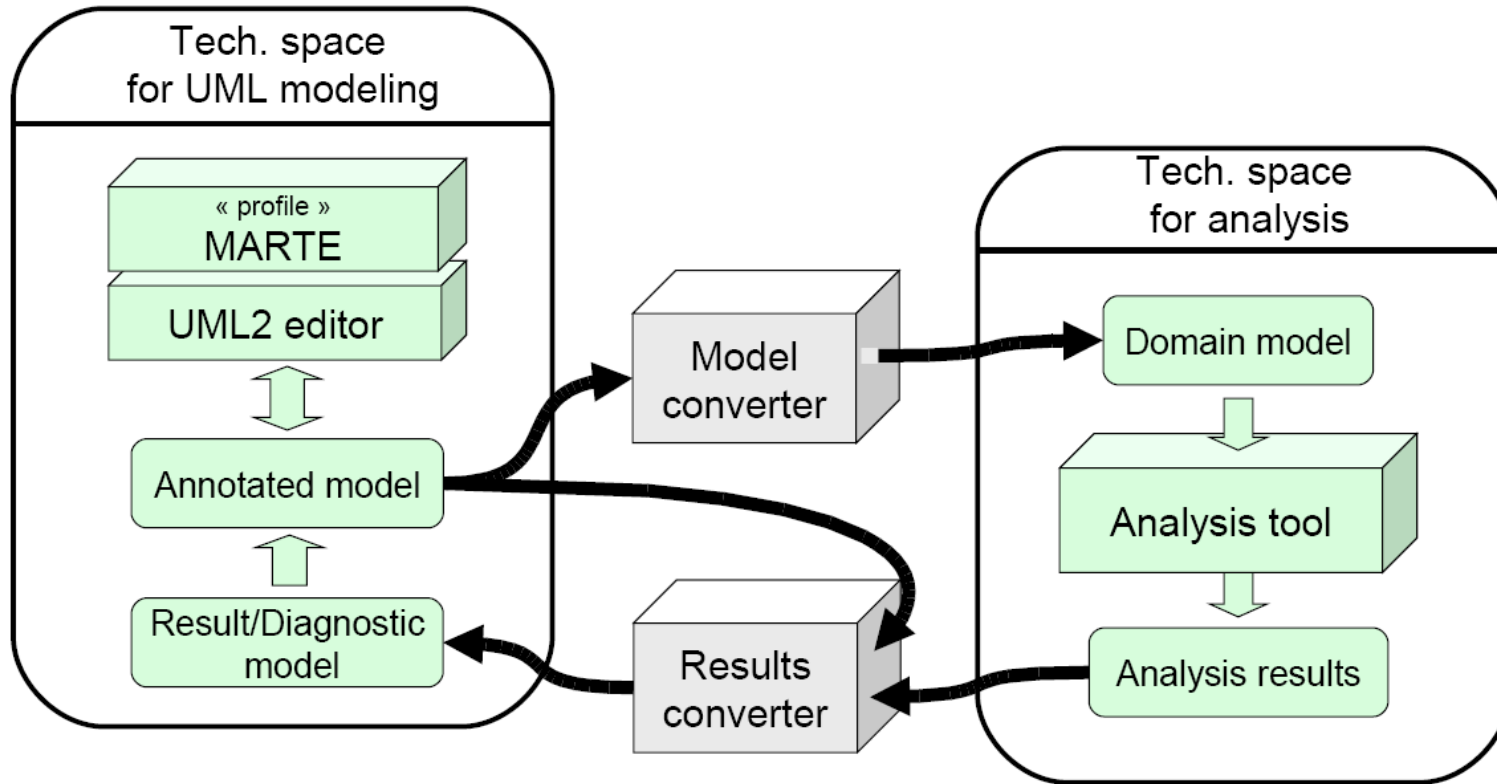 Tech. space
for UML modeling
« profile »
MARTE
UML2 editor
Annotated model
Result/Diagnostic
model
Model
converter
Results
converter
Tech. space
for analysis
Domain model
Analysis tool
Analysis results